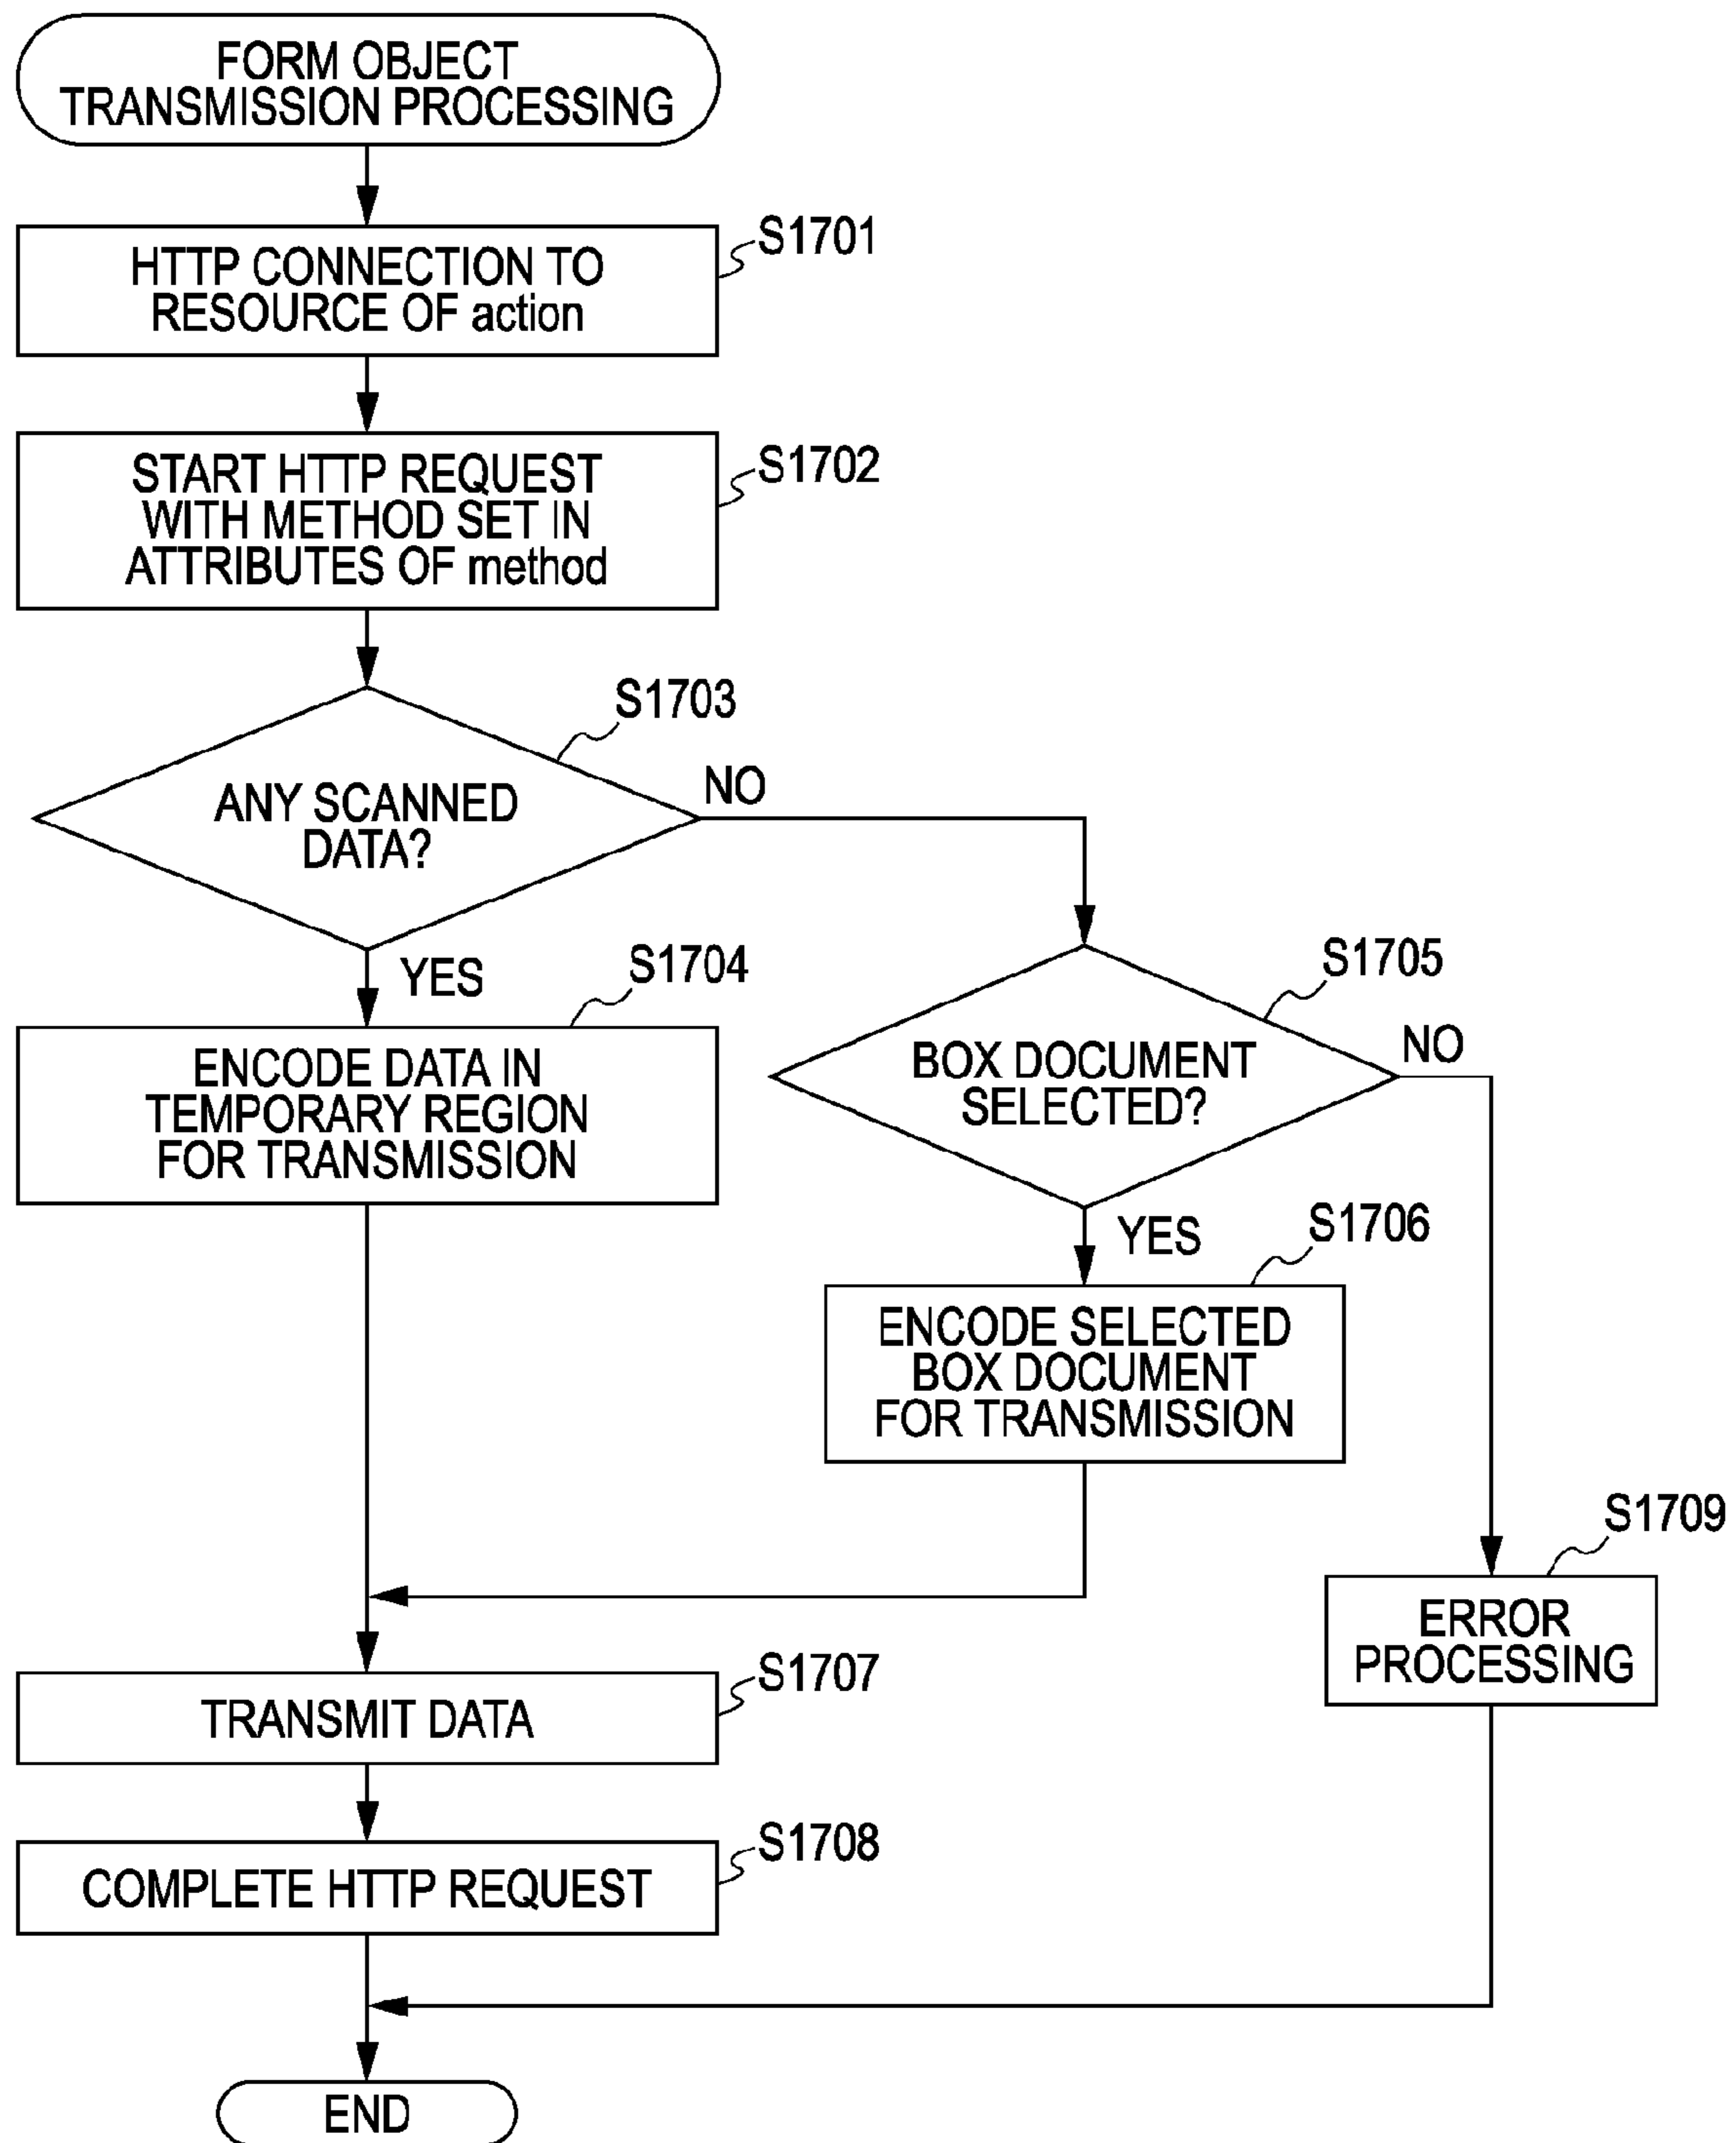 FORM OBJECT
TRANSMISSION PROCESSING
S1701
HTTP CONNECTION TO
RESOURCE OF action
S1702
START HTTP REQUEST
WITH METHOD SET IN
ATTRIBUTES OF method
S1703
ANY SCANNED
DATA?
NO
YES
S1704
ENCODE DATA IN
TEMPORARY REGION
FOR TRANSMISSION
S1705
BOX DOCUMENT
SELECTED?
NO
YES
S1706
ENCODE SELECTED
BOX DOCUMENT
FOR TRANSMISSION
S1709
ERROR
PROCESSING
S1707
TRANSMIT DATA
S1708
COMPLETE HTTP REQUEST
END